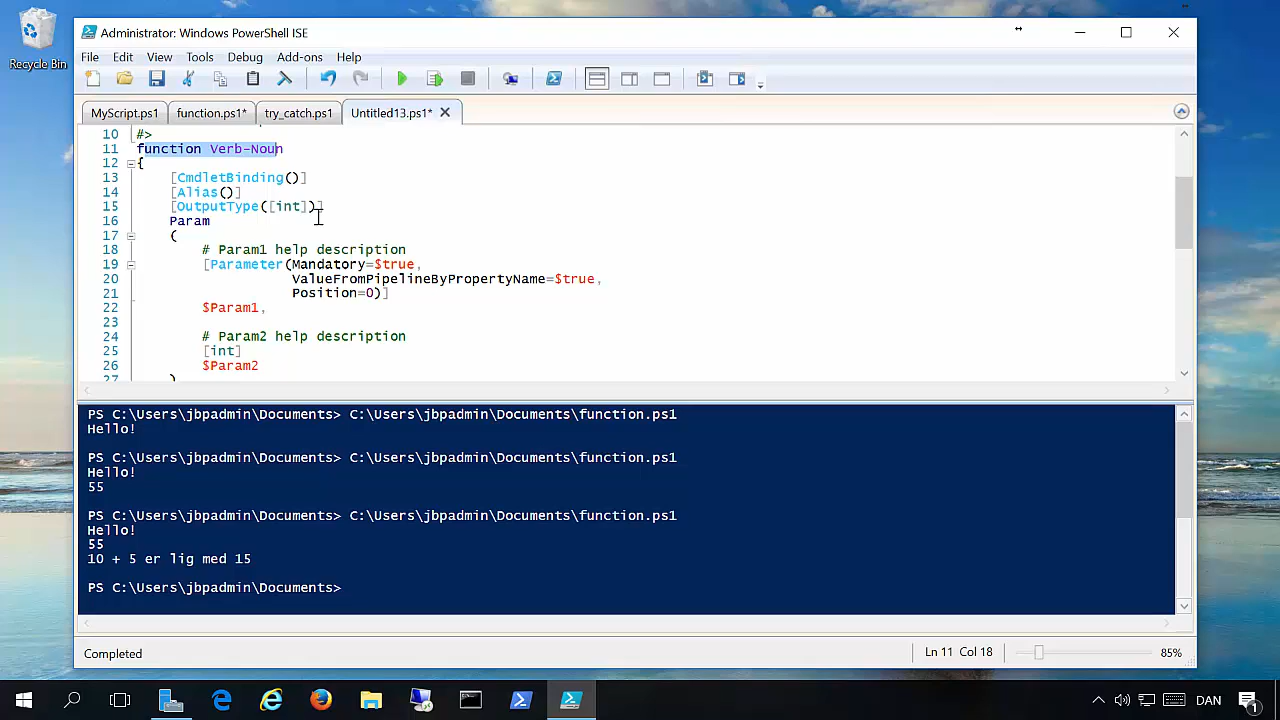 Recycle Bin
Administrator: Windows PowerShell ISE
File Edit View Tools Debug Add-ons Help
MyScript.ps1 function.ps1* try_catch.ps1 Untitled13.ps1*
10 #>
11 function Verb-Noun
12 {
13 [CmdletBinding()]
14 [Alias()]
15 [OutputType([int])]
16 Param
17 (
18 # Param1 help description
19 [Parameter(Mandatory=$true,
20 ValueFromPipelineByPropertyName=$true,
21 Position=0)]
22 $Param1,
23
24 # Param2 help description
25 [int]
26 $Param2
27 )
PS C:\Users\jbpadmin\Documents> C:\Users\jbpadmin\Documents\function.ps1
Hello!
PS C:\Users\jbpadmin\Documents> C:\Users\jbpadmin\Documents\function.ps1
Hello!
55
PS C:\Users\jbpadmin\Documents> C:\Users\jbpadmin\Documents\function.ps1
Hello!
55
10 + 5 er lig med 15
PS C:\Users\jbpadmin\Documents>
Completed Ln 11 Col 18 85%
DAN 1